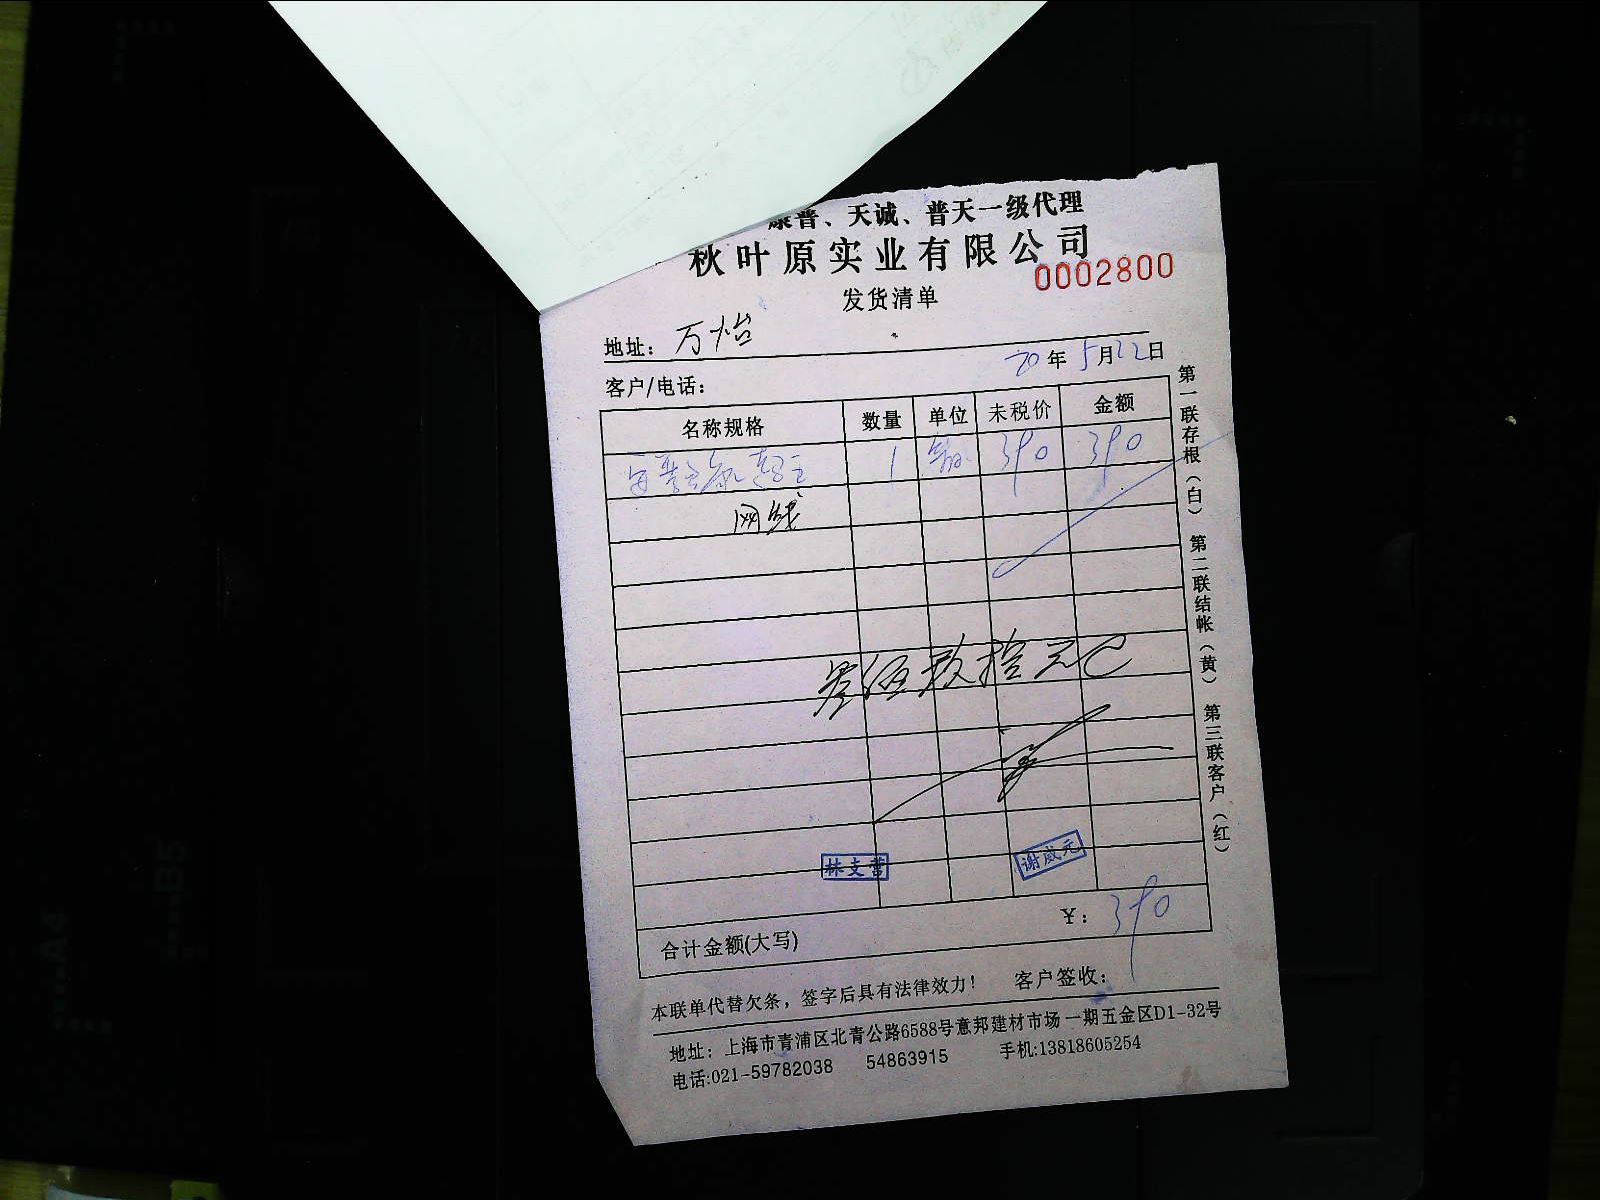 康普、天诚、普天一级代理
秋叶原实业有限公司
0002800
发货清单
地址： 万怡
20年5月22日
客户/电话：
名称规格 数量 单位 未税价 金额
1 箱 390 390
网线
叁佰玖拾元
林支营 谢威元
合计金额(大写) ¥： 390
本联单代替欠条，签字后具有法律效力！ 客户签收：
地址：上海市青浦区北青公路6588号意邦建材市场一期五金区D1-32号
电话:021-59782038 54863915 手机:13818605254
第一联存根（白） 第二联结帐（黄） 第三联客户（红）